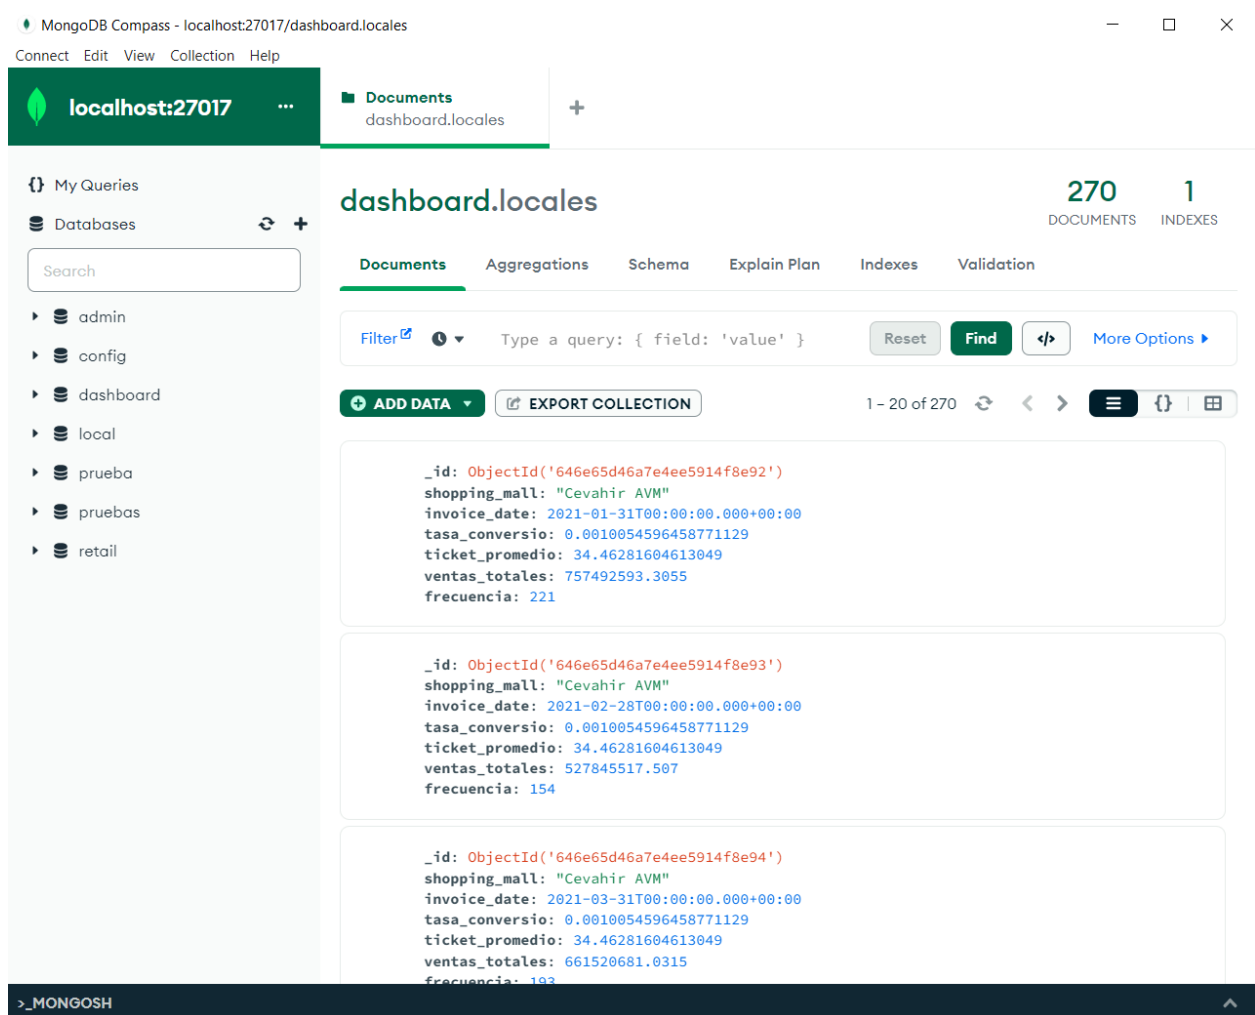 MongoDB Compass - localhost:27017/dashboard.locales
Connect Edit View Collection Help
localhost:27017 ...
Documents
dashboard.locales
My Queries
Databases
Search
admin
config
dashboard
local
prueba
pruebas
retail
dashboard.locales
270
DOCUMENTS
1
INDEXES
Documents Aggregations Schema Explain Plan Indexes Validation
Filter Type a query: { field: 'value' } Reset Find </> More Options
ADD DATA EXPORT COLLECTION 1 – 20 of 270 {}
_id: ObjectId('646e65d46a7e4ee5914f8e92')
shopping_mall: "Cevahir AVM"
invoice_date: 2021-01-31T00:00:00.000+00:00
tasa_conversio: 0.0010054596458771129
ticket_promedio: 34.46281604613049
ventas_totales: 757492593.3055
frecuencia: 221
_id: ObjectId('646e65d46a7e4ee5914f8e93')
shopping_mall: "Cevahir AVM"
invoice_date: 2021-02-28T00:00:00.000+00:00
tasa_conversio: 0.0010054596458771129
ticket_promedio: 34.46281604613049
ventas_totales: 527845517.507
frecuencia: 154
_id: ObjectId('646e65d46a7e4ee5914f8e94')
shopping_mall: "Cevahir AVM"
invoice_date: 2021-03-31T00:00:00.000+00:00
tasa_conversio: 0.0010054596458771129
ticket_promedio: 34.46281604613049
ventas_totales: 661520681.0315
frecuencia: 193
>_MONGOSH